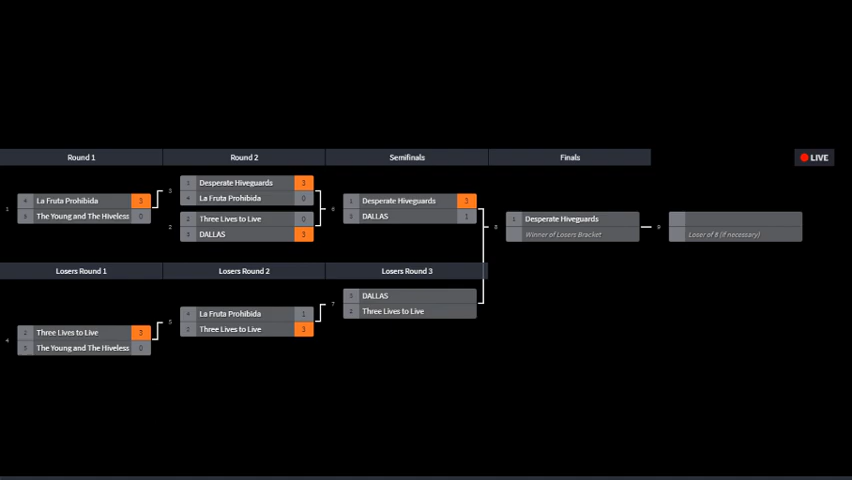 Round 1
Round 2
Semifinals
Finals
LIVE
1
4 La Fruta Prohibida 3
5 The Young and The Hiveless 0
3
1 Desperate Hiveguards 3
4 La Fruta Prohibida 0
2
2 Three Lives to Live 0
3 DALLAS 3
6
1 Desperate Hiveguards 3
3 DALLAS 1
8
1 Desperate Hiveguards
Winner of Losers Bracket
9
Loser of 8 (if necessary)
Losers Round 1
Losers Round 2
Losers Round 3
4
2 Three Lives to Live 3
5 The Young and The Hiveless 0
5
4 La Fruta Prohibida 1
2 Three Lives to Live 3
7
3 DALLAS
2 Three Lives to Live